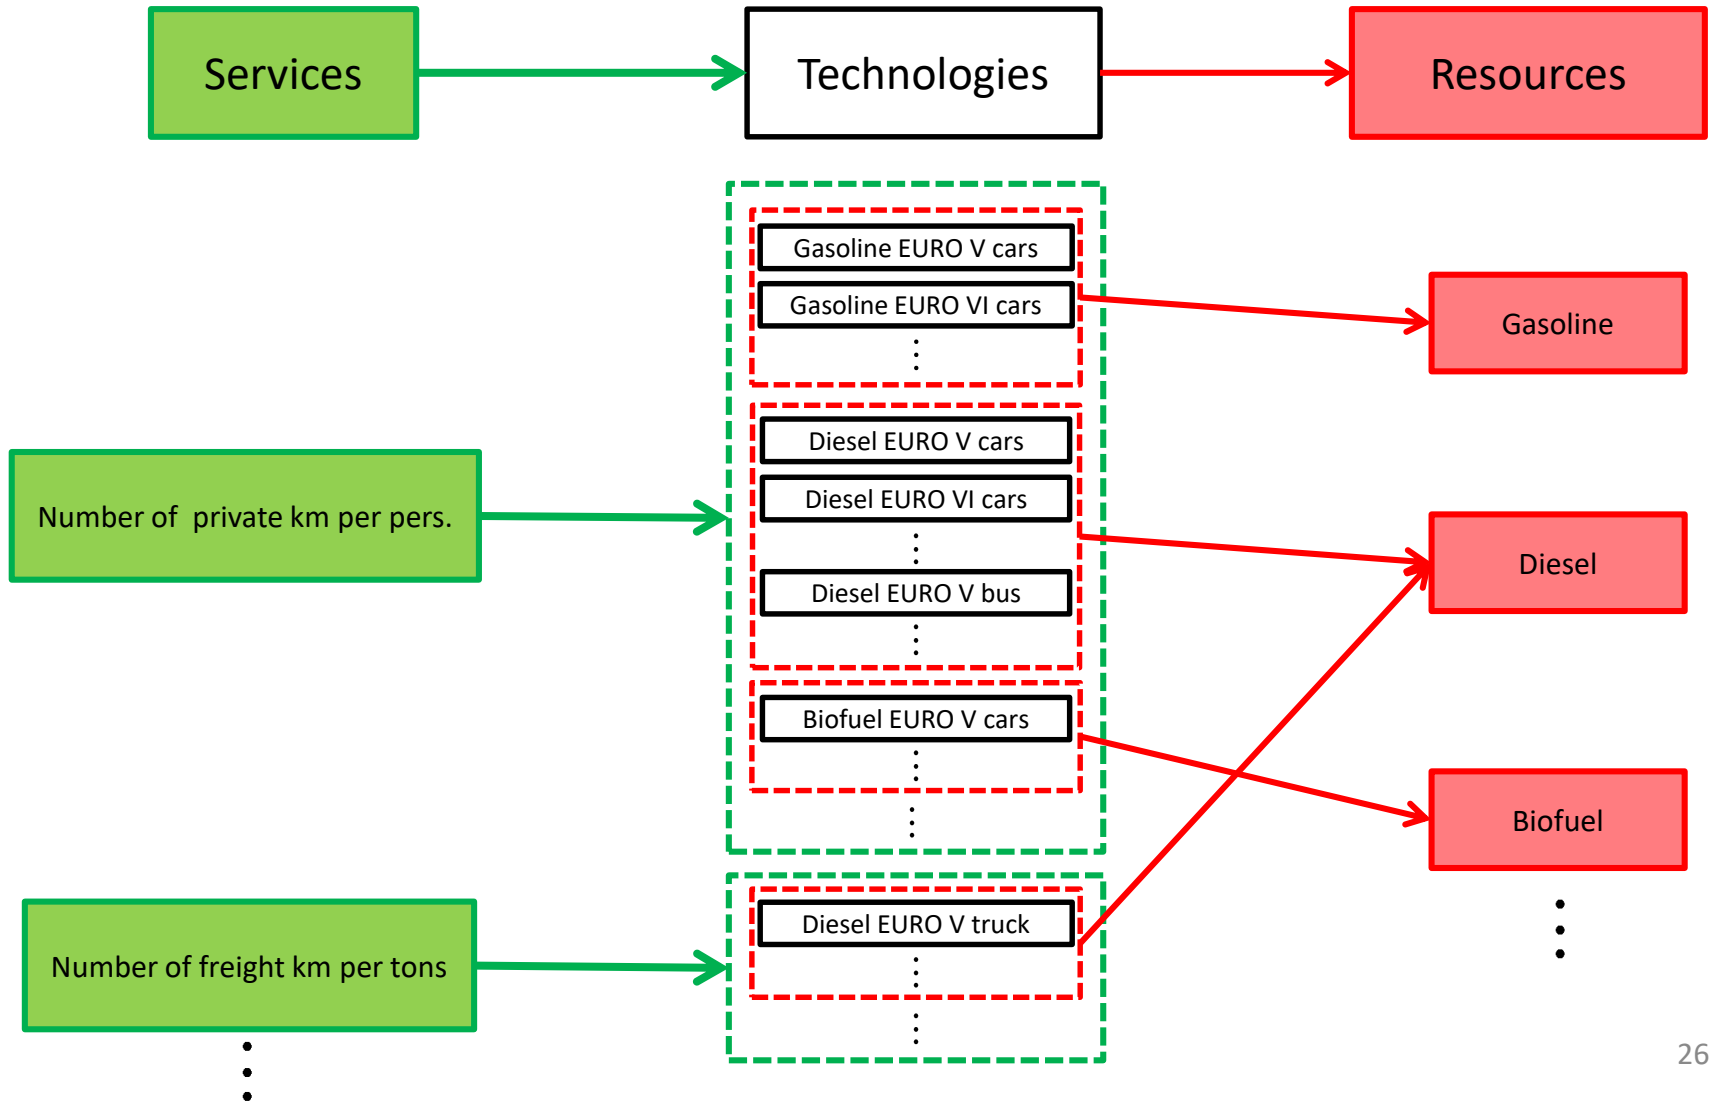 Services
Technologies
Resources
Gasoline EURO V cars
Gasoline EURO VI cars
Gasoline
Diesel EURO V cars
Diesel EURO VI cars
Number of  private km per pers.
Diesel
Diesel EURO V bus
Biofuel EURO V cars
Biofuel
Diesel EURO V truck
Number of freight km per tons
26